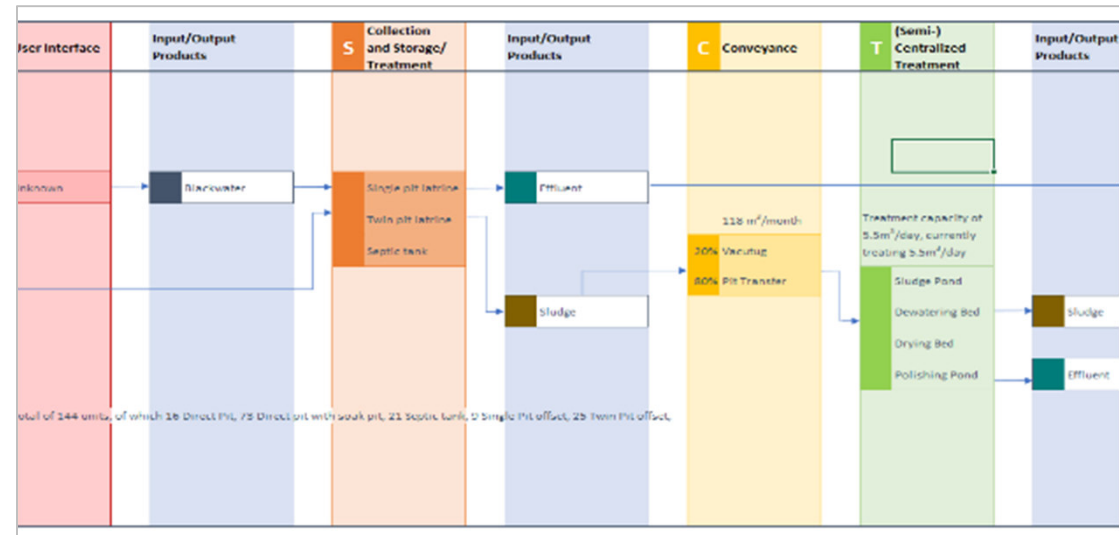 User Interface
Input/Output
Products
S
Collection
and Storage/
Treatment
Input/Output
Products
C
Conveyance
T
(Semi-)
Centralized
Treatment
Input/Output
Products
nknown
Blackwater
Single pit latrine
Twin pit latrine
Septic tank
Effluent
Sludge
118 m³/month
20% Vacutug
80% Pit Transfer
Treatment capacity of
5.5m³/day, currently
treating 5.5m³/day
Sludge Pond
Dewatering Bed
Drying Bed
Polishing Pond
Sludge
Effluent
otal of 144 units, of which 16 Direct Pit, 73 Direct pit with soak pit, 21 Septic tank, 9 Single Pit offset, 25 Twin Pit offset,